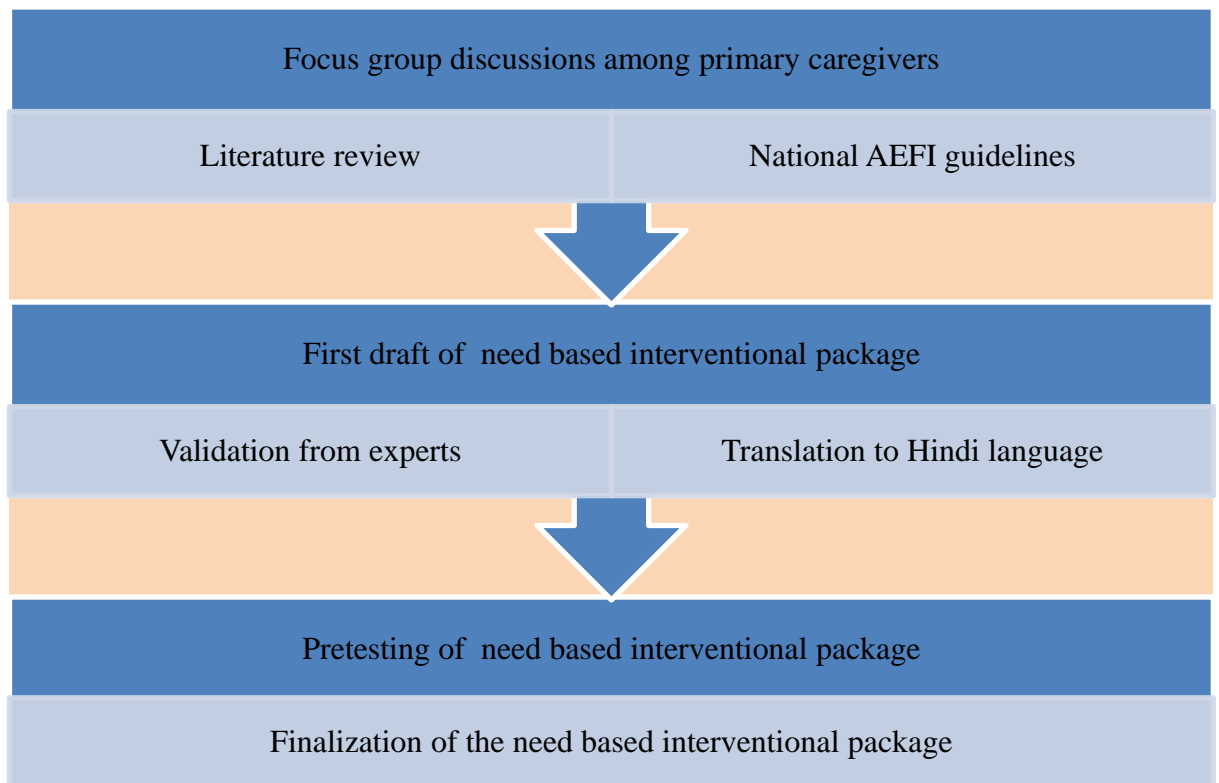 Focus group discussions among primary caregivers
Literature review
National AEFI guidelines
First draft of  need based interventional package
Validation from experts
Translation to Hindi language
Pretesting of  need based interventional package
Finalization of the need based interventional package